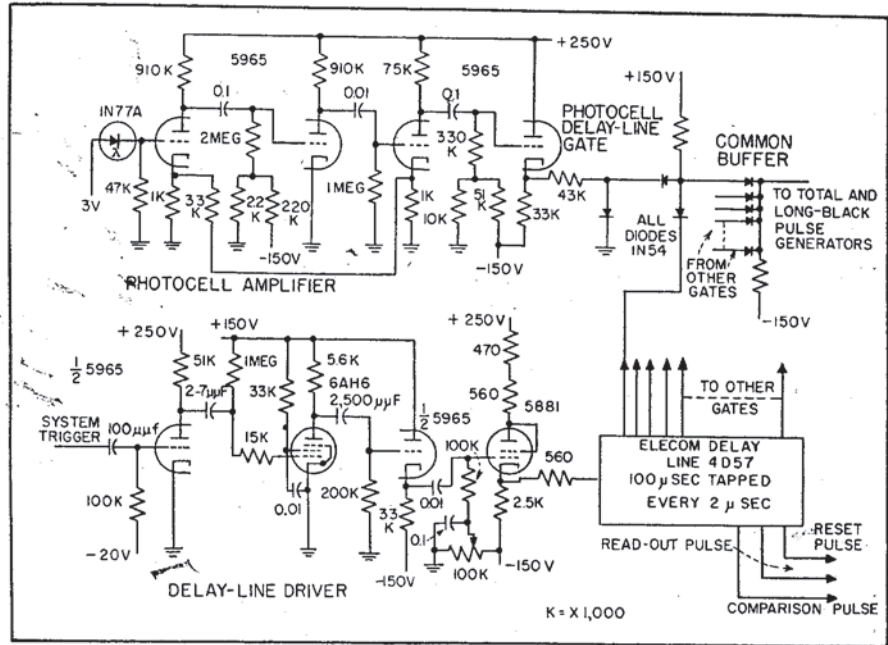 +250V
910K
5965
910K
75K
5965
+150V
0.1
0.01
0.1
PHOTOCELL
DELAY-LINE
GATE
COMMON
BUFFER
1N77A
λ
2MEG
330
K
3V
47K
1K
33
K
22
K
220
K
1MEG
1K
10K
51
K
33K
43K
ALL
DIODES
IN54
TO TOTAL AND
LONG-BLACK
PULSE
GENERATORS
FROM
OTHER
GATES
-150V
-150V
-150V
PHOTOCELL AMPLIFIER
+250V
+150V
+250V
470
1/2 5965
51K
1MEG
33K
5.6K
6AH6
2,500μμF
560
5881
TO OTHER
GATES
2-7μμF
1/2 5965
SYSTEM
TRIGGER
100μμf
15K
100K
560
ELECOM DELAY
LINE 4D57
100μSEC TAPPED
EVERY 2μSEC
100K
0.01
200K
33
K
001
2.5K
0.1
-20V
-150V
100K
-150V
READ-OUT PULSE
RESET
PULSE
DELAY-LINE DRIVER
K = X 1,000
COMPARISON PULSE